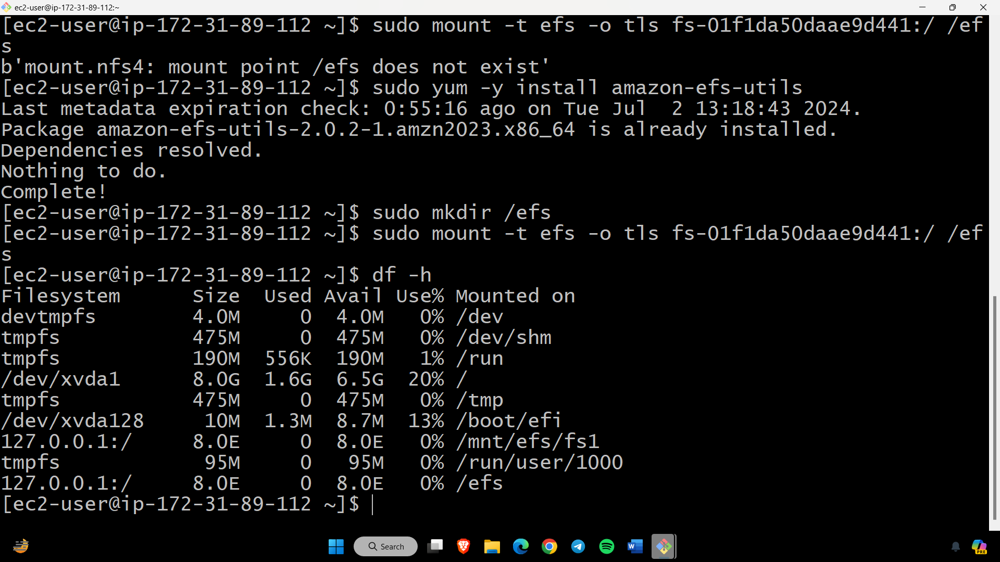 ec2-user@ip-172-31-89-112:~
[ec2-user@ip-172-31-89-112 ~]$ sudo mount -t efs -o tls fs-01f1da50daae9d441:/ /ef
s
b'mount.nfs4: mount point /efs does not exist'
[ec2-user@ip-172-31-89-112 ~]$ sudo yum -y install amazon-efs-utils
Last metadata expiration check: 0:55:16 ago on Tue Jul  2 13:18:43 2024.
Package amazon-efs-utils-2.0.2-1.amzn2023.x86_64 is already installed.
Dependencies resolved.
Nothing to do.
Complete!
[ec2-user@ip-172-31-89-112 ~]$ sudo mkdir /efs
[ec2-user@ip-172-31-89-112 ~]$ sudo mount -t efs -o tls fs-01f1da50daae9d441:/ /ef
s
[ec2-user@ip-172-31-89-112 ~]$ df -h
Filesystem      Size  Used Avail Use% Mounted on
devtmpfs        4.0M     0  4.0M   0% /dev
tmpfs           475M     0  475M   0% /dev/shm
tmpfs           190M  556K  190M   1% /run
/dev/xvda1      8.0G  1.6G  6.5G  20% /
tmpfs           475M     0  475M   0% /tmp
/dev/xvda128     10M  1.3M  8.7M  13% /boot/efi
127.0.0.1:/     8.0E     0  8.0E   0% /mnt/efs/fs1
tmpfs            95M     0   95M   0% /run/user/1000
127.0.0.1:/     8.0E     0  8.0E   0% /efs
[ec2-user@ip-172-31-89-112 ~]$
Search
W
PRE